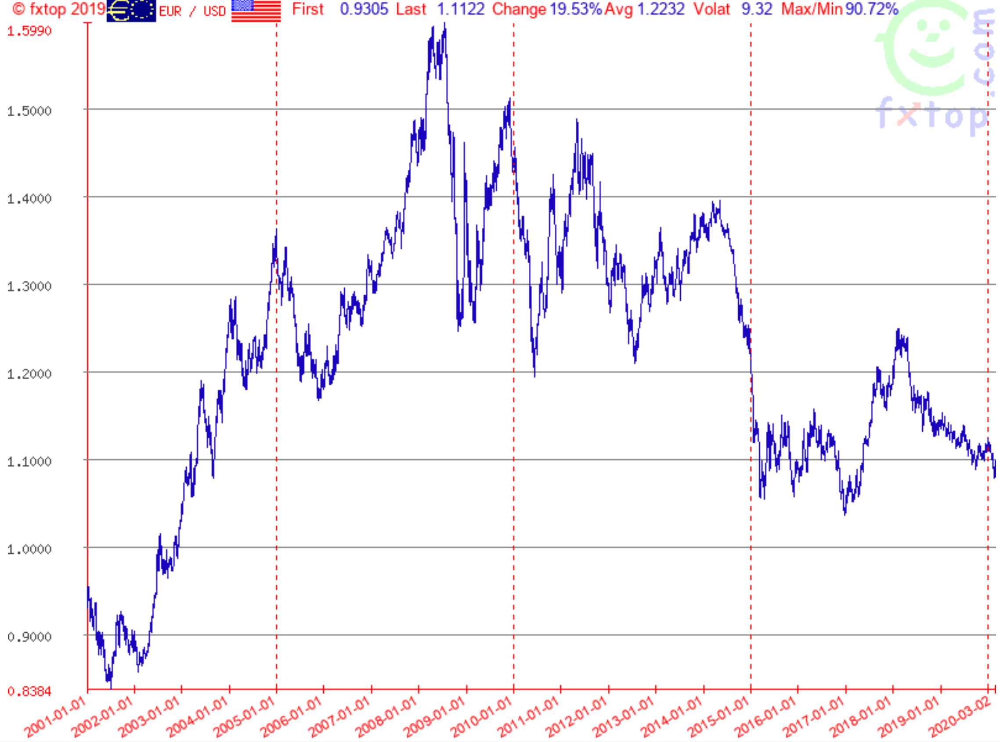 © fxtop 2019 EUR / USD First 0.9305 Last 1.1122 Change 19.53% Avg 1.2232 Volat 9.32 Max/Min 90.72%
1.5990
1.5000
1.4000
1.3000
1.2000
1.1000
1.0000
0.9000
0.8384
2001-01-01 2002-01-01 2003-01-01 2004-01-01 2005-01-01 2006-01-01 2007-01-01 2008-01-01 2009-01-01 2010-01-01 2011-01-01 2012-01-01 2013-01-01 2014-01-01 2015-01-01 2016-01-01 2017-01-01 2018-01-01 2019-01-01 2020-03-02
fxtop
.com